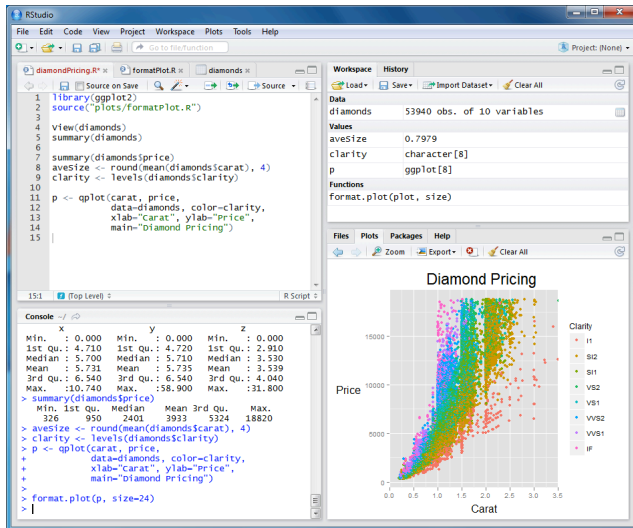 RStudio
File Edit Code View Project Workspace Plots Tools Help
Go to file/function
Project: (None)
diamondPricing.R*
formatPlot.R
diamonds
Source on Save
Source
1 library(ggplot2)
2 source("plots/formatPlot.R")
3
4 View(diamonds)
5 summary(diamonds)
6
7 summary(diamonds$price)
8 aveSize <- round(mean(diamonds$carat), 4)
9 clarity <- levels(diamonds$clarity)
10
11 p <- qplot(carat, price,
12 data=diamonds, color=clarity,
13 xlab="Carat", ylab="Price",
14 main="Diamond Pricing")
15
15:1 (Top Level) R Script
Console ~/
x y z
Min. : 0.000 Min. : 0.000 Min. : 0.000
1st Qu.: 4.710 1st Qu.: 4.720 1st Qu.: 2.910
Median : 5.700 Median : 5.710 Median : 3.530
Mean : 5.731 Mean : 5.735 Mean : 3.539
3rd Qu.: 6.540 3rd Qu.: 6.540 3rd Qu.: 4.040
Max. :10.740 Max. :58.900 Max. :31.800
> summary(diamonds$price)
Min. 1st Qu. Median Mean 3rd Qu. Max.
326 950 2401 3933 5324 18820
> aveSize <- round(mean(diamonds$carat), 4)
> clarity <- levels(diamonds$clarity)
> p <- qplot(carat, price,
+ data=diamonds, color=clarity,
+ xlab="Carat", ylab="Price",
+ main="Diamond Pricing")
>
> format.plot(p, size=24)
>
Workspace History
Load Save Import Dataset Clear All
Data
diamonds 53940 obs. of 10 variables
Values
aveSize 0.7979
clarity character[8]
p ggplot[8]
Functions
format.plot(plot, size)
Files Plots Packages Help
Zoom Export Clear All
Diamond Pricing
Price
15000
10000
5000
0
0.0 0.5 1.0 1.5 2.0 2.5 3.0 3.5
Carat
Clarity
I1
SI2
SI1
VS2
VS1
VVS2
VVS1
IF